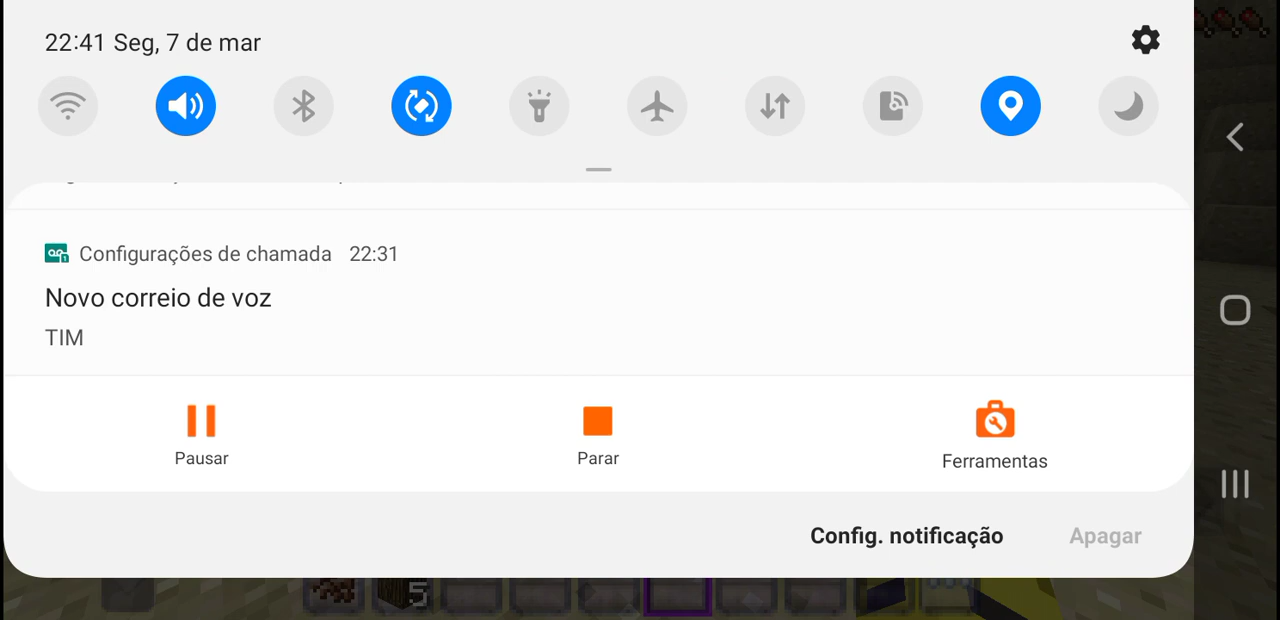 22:41 Seg, 7 de mar
Configurações de chamada 22:31
Novo correio de voz
TIM
Pausar Parar Ferramentas
Config. notificação Apagar
5